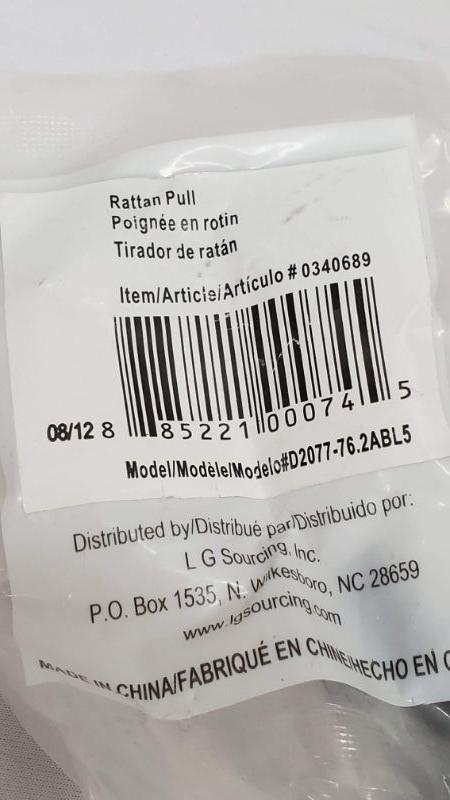 Rattan Pull
Poignée en rotin
Tirador de ratán
Item/Article/Artículo # 0340689
08/12 8 85221 00074 5
Model/Modèle/Modelo#D2077-76.2ABL5
Distributed by/Distribué par/Distribuido por:
L G Sourcing, Inc.
P.O. Box 1535, N. Wilkesboro, NC 28659
www.lgsourcing.com
MADE IN CHINA/FABRIQUÉ EN CHINE/HECHO EN C